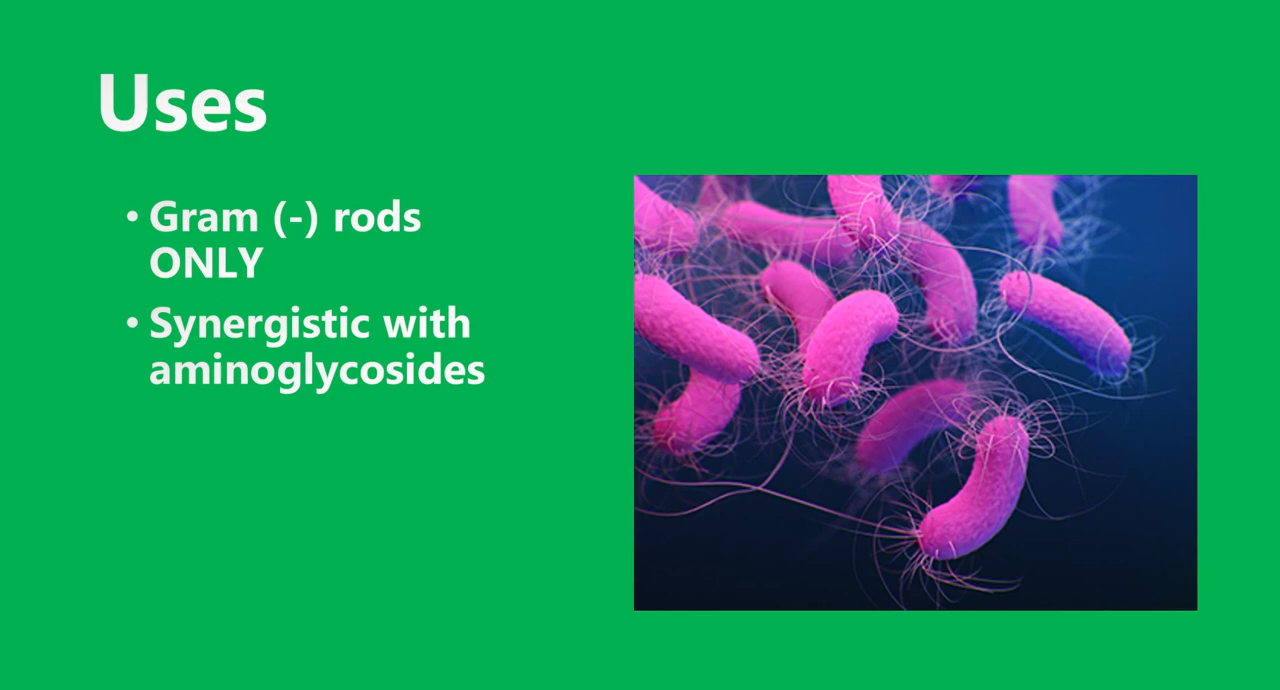 Uses
• Gram (-) rods
ONLY
• Synergistic with
aminoglycosides